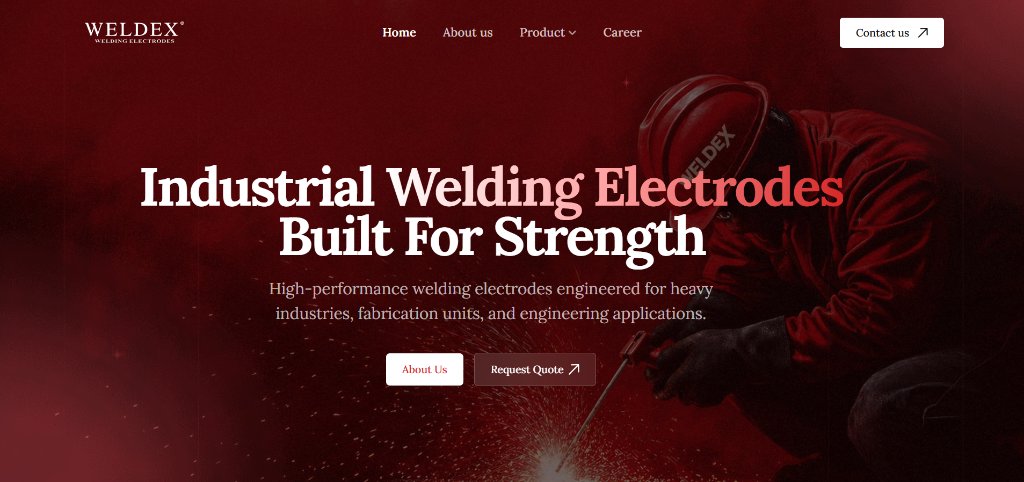 WELDEX®
WELDING ELECTRODES
Home
About us
Product
Career
Contact us
WELDEX
Industrial Welding Electrodes
Built For Strength
High-performance welding electrodes engineered for heavy
industries, fabrication units, and engineering applications.
About Us
Request Quote